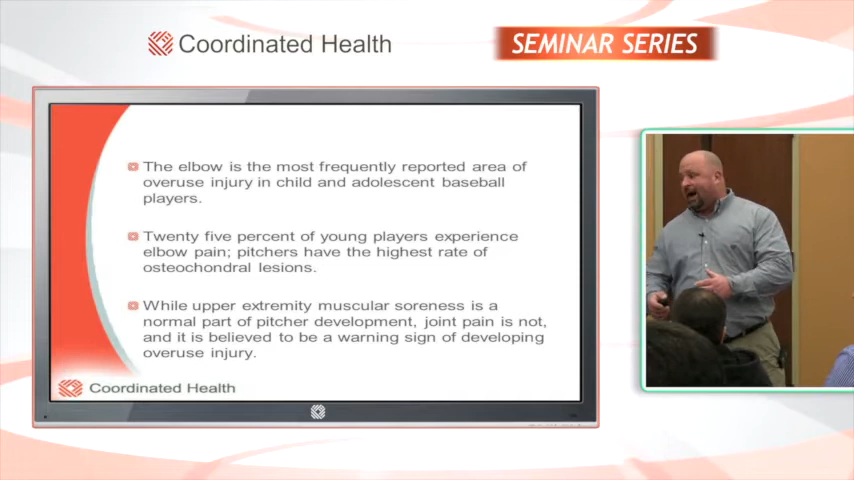 Coordinated Health
SEMINAR SERIES
The elbow is the most frequently reported area of
overuse injury in child and adolescent baseball
players.
Twenty five percent of young players experience
elbow pain; pitchers have the highest rate of
osteochondral lesions.
While upper extremity muscular soreness is a
normal part of pitcher development, joint pain is not,
and it is believed to be a warning sign of developing
overuse injury.
Coordinated Health